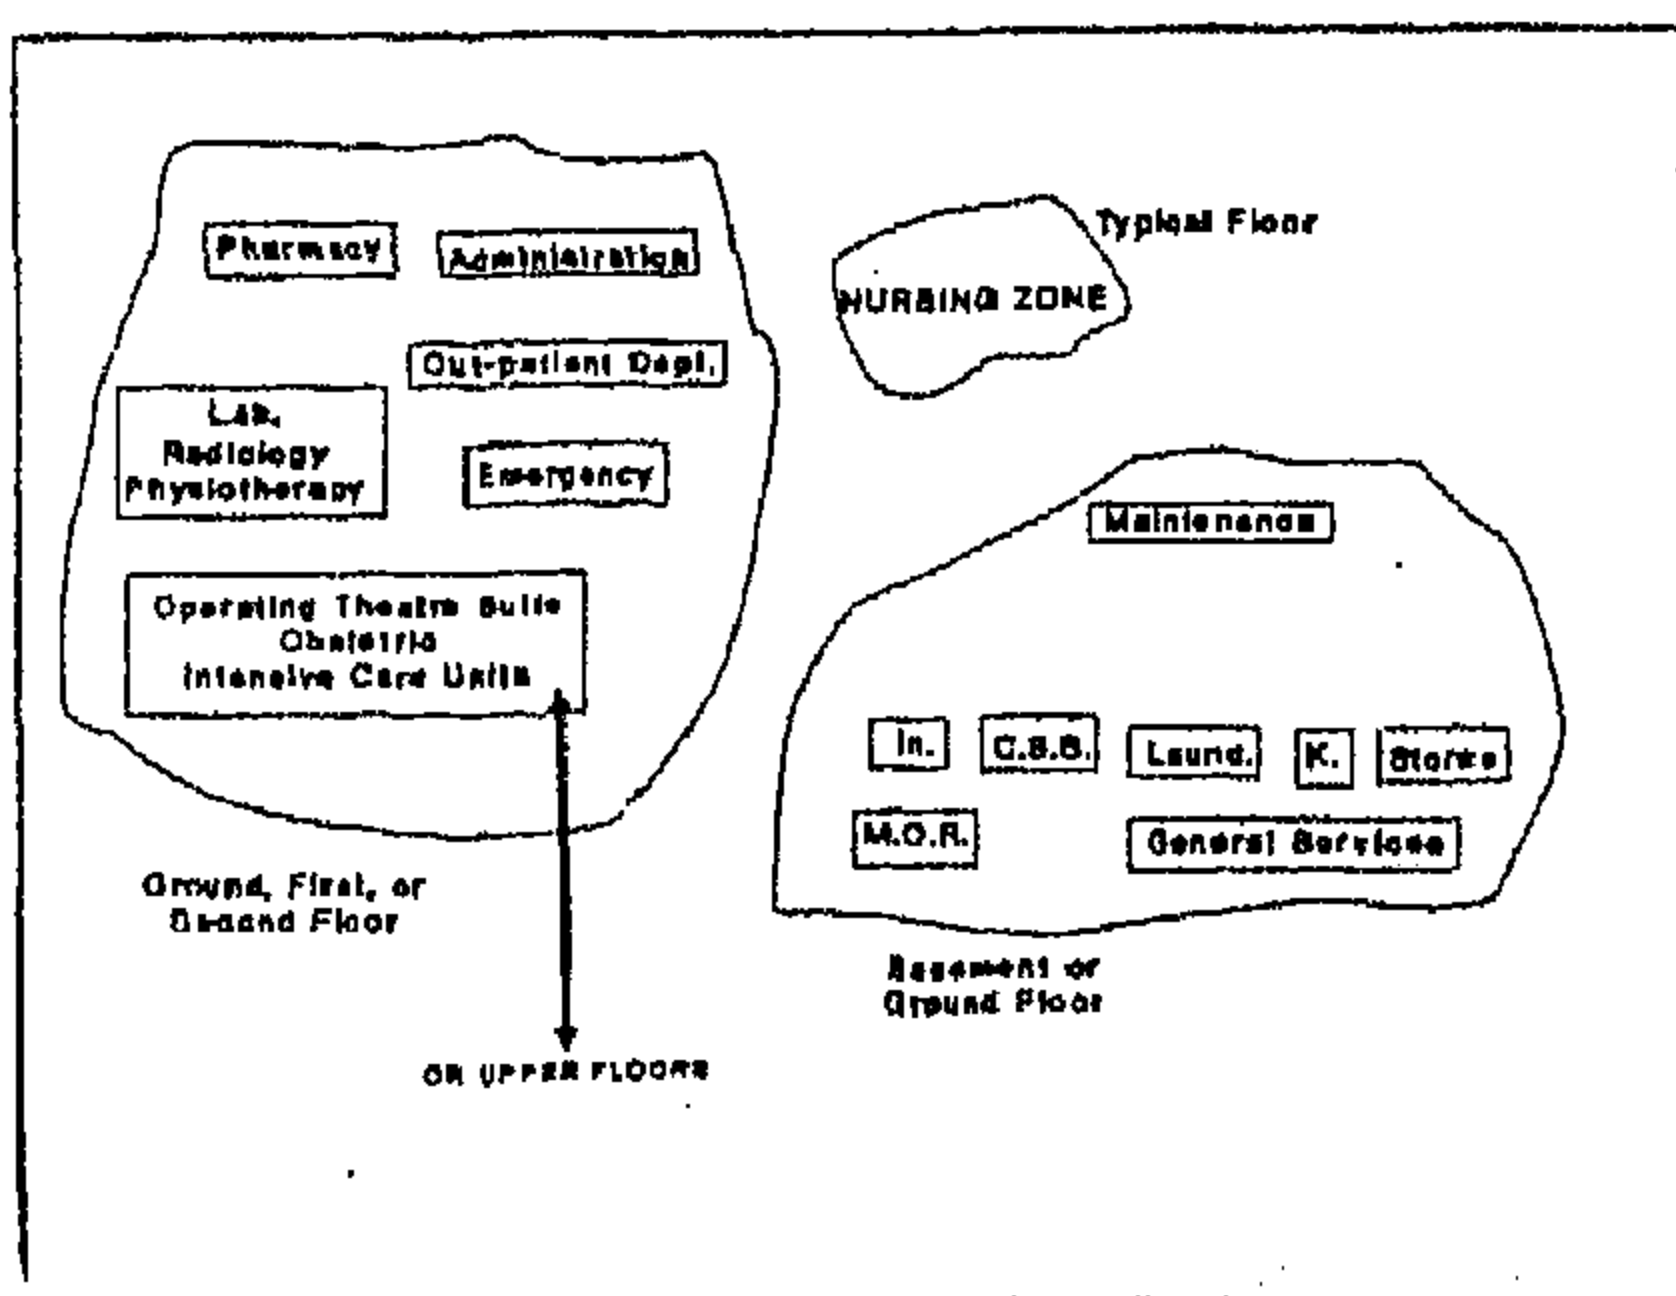 Pharmacy
Administration
Out-patient Dept.
Lab.
Radiology
Physiotherapy
Emergency
Operating Theatre Suite
Obstetric
Intensive Care Units
Ground, First, or
Second Floor
OR UPPER FLOORS
Typical Floor
NURSING ZONE
Maintenance
In.
Laund.
K.
Stores
M.O.R.
General Services
Basement or
Ground Floor